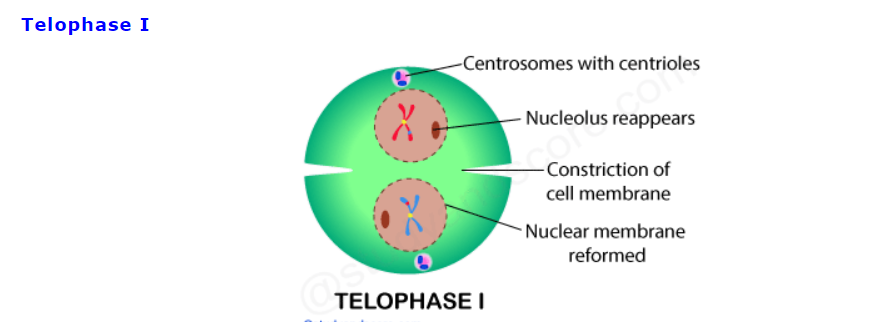 Telophase I
Centrosomes with centrioles
Nucleolus reappears
Constriction of
cell membrane
Nuclear membrane
reformed
TELOPHASE I